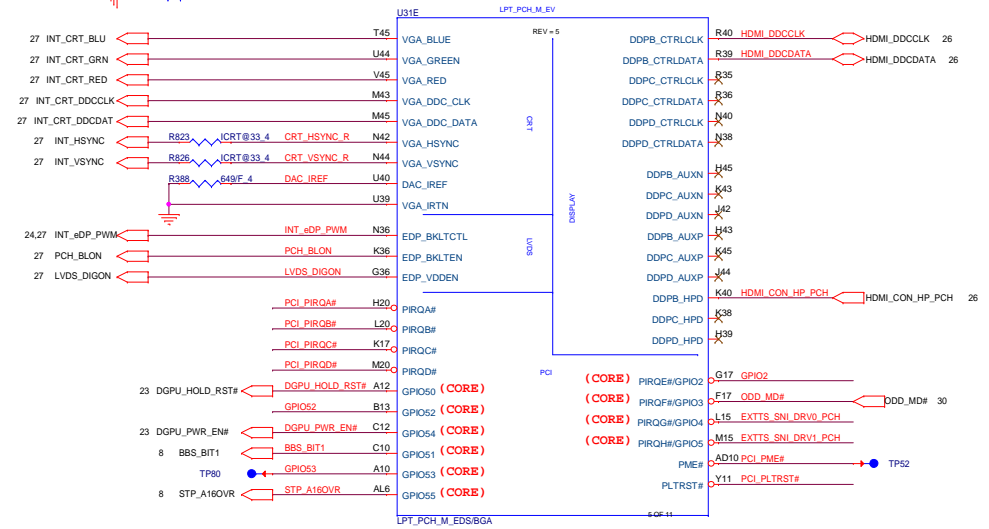 U31E
LPT_PCH_M_EV
REV = 5
27 INT_CRT_BLU T45 VGA_BLUE
27 INT_CRT_GRN U44 VGA_GREEN
27 INT_CRT_RED V45 VGA_RED
27 INT_CRT_DDCCLK M43 VGA_DDC_CLK
27 INT_CRT_DDCDAT M45 VGA_DDC_DATA
27 INT_HSYNC R823 ICRT@33_4 CRT_HSYNC_R N42 VGA_HSYNC
27 INT_VSYNC R826 ICRT@33_4 CRT_VSYNC_R N44 VGA_VSYNC
R388 649/F_4 DAC_IREF U40 DAC_IREF
U39 VGA_IRTN
24,27 INT_eDP_PWM INT_eDP_PWM N36 EDP_BKLTCTL
27 PCH_BLON PCH_BLON K36 EDP_BKLTEN
27 LVDS_DIGON LVDS_DIGON G36 EDP_VDDEN
PCI_PIRQA# H20 PIRQA#
PCI_PIRQB# L20 PIRQB#
PCI_PIRQC# K17 PIRQC#
PCI_PIRQD# M20 PIRQD#
23 DGPU_HOLD_RST# DGPU_HOLD_RST# A12 GPIO50 (CORE)
GPIO52 B13 GPIO52 (CORE)
23 DGPU_PWR_EN# DGPU_PWR_EN# C12 GPIO54 (CORE)
8 BBS_BIT1 BBS_BIT1 C10 GPIO51 (CORE)
TP80 GPIO53 A10 GPIO53 (CORE)
8 STP_A16OVR STP_A16OVR AL6 GPIO55 (CORE)
CRT
DISPLAY
LVDS
PCI
DDPB_CTRLCLK R40 HDMI_DDCCLK HDMI_DDCCLK 26
DDPB_CTRLDATA R39 HDMI_DDCDATA HDMI_DDCDATA 26
DDPC_CTRLCLK R35
DDPC_CTRLDATA R36
DDPD_CTRLCLK N40
DDPD_CTRLDATA N38
DDPB_AUXN H45
DDPC_AUXN K43
DDPD_AUXN J42
DDPB_AUXP H43
DDPC_AUXP K45
DDPD_AUXP J44
DDPB_HPD K40 HDMI_CON_HP_PCH HDMI_CON_HP_PCH 26
DDPC_HPD K38
DDPD_HPD H39
(CORE) PIRQE#/GPIO2 G17 GPIO2
(CORE) PIRQF#/GPIO3 F17 ODD_MD# ODD_MD# 30
(CORE) PIRQG#/GPIO4 L15 EXTTS_SNI_DRV0_PCH
(CORE) PIRQH#/GPIO5 M15 EXTTS_SNI_DRV1_PCH
PME# AD10 PCI_PME# TP52
PLTRST# Y11 PCI_PLTRST#
5 OF 11
LPT_PCH_M_EDS/BGA